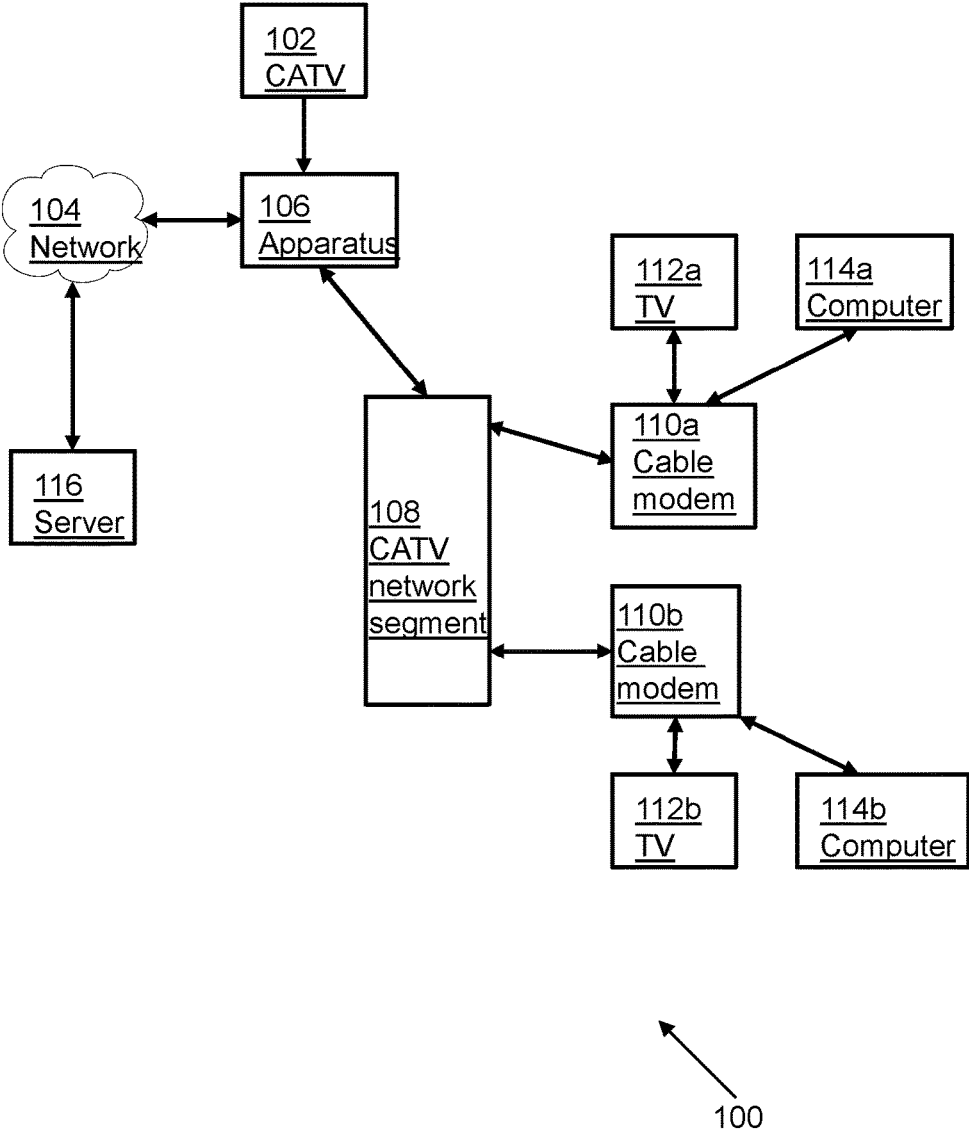 102
CATV
104
Network
106
Apparatus
112a
TV
114a
Computer
116
Server
108
CATV
network
segment
110a
Cable
modem
110b
Cable
modem
112b
TV
114b
Computer
100